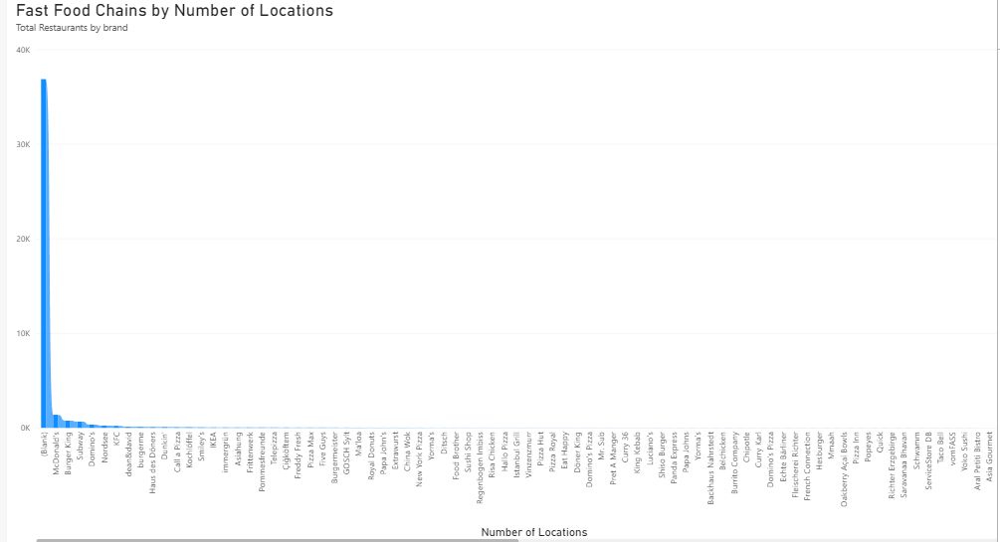 Fast Food Chains by Number of Locations
Total Restaurants by brand
40K
30K
20K
10K
0K
(Blank)
McDonald's
Burger King
Subway
Domino's
Nordsee
KFC
dean&david
burgerme
Haus des Döners
Dunkin'
Call a Pizza
Kochlöffel
Smiley's
IKEA
immergrün
Asiahung
Frittenwerk
Pommesfreunde
Telepizza
Çiğköftem
Freddy Fresh
Pizza Max
Five Guys
Burgermeister
GOSCH Sylt
Ma'loa
Royal Donuts
Papa John's
Extrawurst
China Wok
New York Pizza
Yorma's
Ditsch
Food Brother
Sushi Shop
Regenbogen Imbiss
Risa Chicken
Hallo Pizza
Istanbul Grill
Vinzenzmurr
Pizza Hut
Pizza Royal
Eat Happy
Döner King
Domino's Pizza
Mr. Sub
Pret A Manger
Curry 36
King Kebab
Luciano's
Shiso Burger
Panda Express
Papa Johns
Yorma's
Backhaus Nahrstedt
Belchicken
Burrito Company
Chipotle
Curry Karl
Domino's Pizza
Echte Bärliner
Fleischerei Richter
French Connection
Hesburger
Mmaah
Oakberry Açaí Bowls
Pizza Inn
Popeyes
Quick
Richter Erzgebirge
Saravanaa Bhavan
Schwamm
ServiceStore DB
Taco Bell
vomFASS
Yoko Sushi
Aral Petit Bistro
Asia Gourmet
Number of Locations